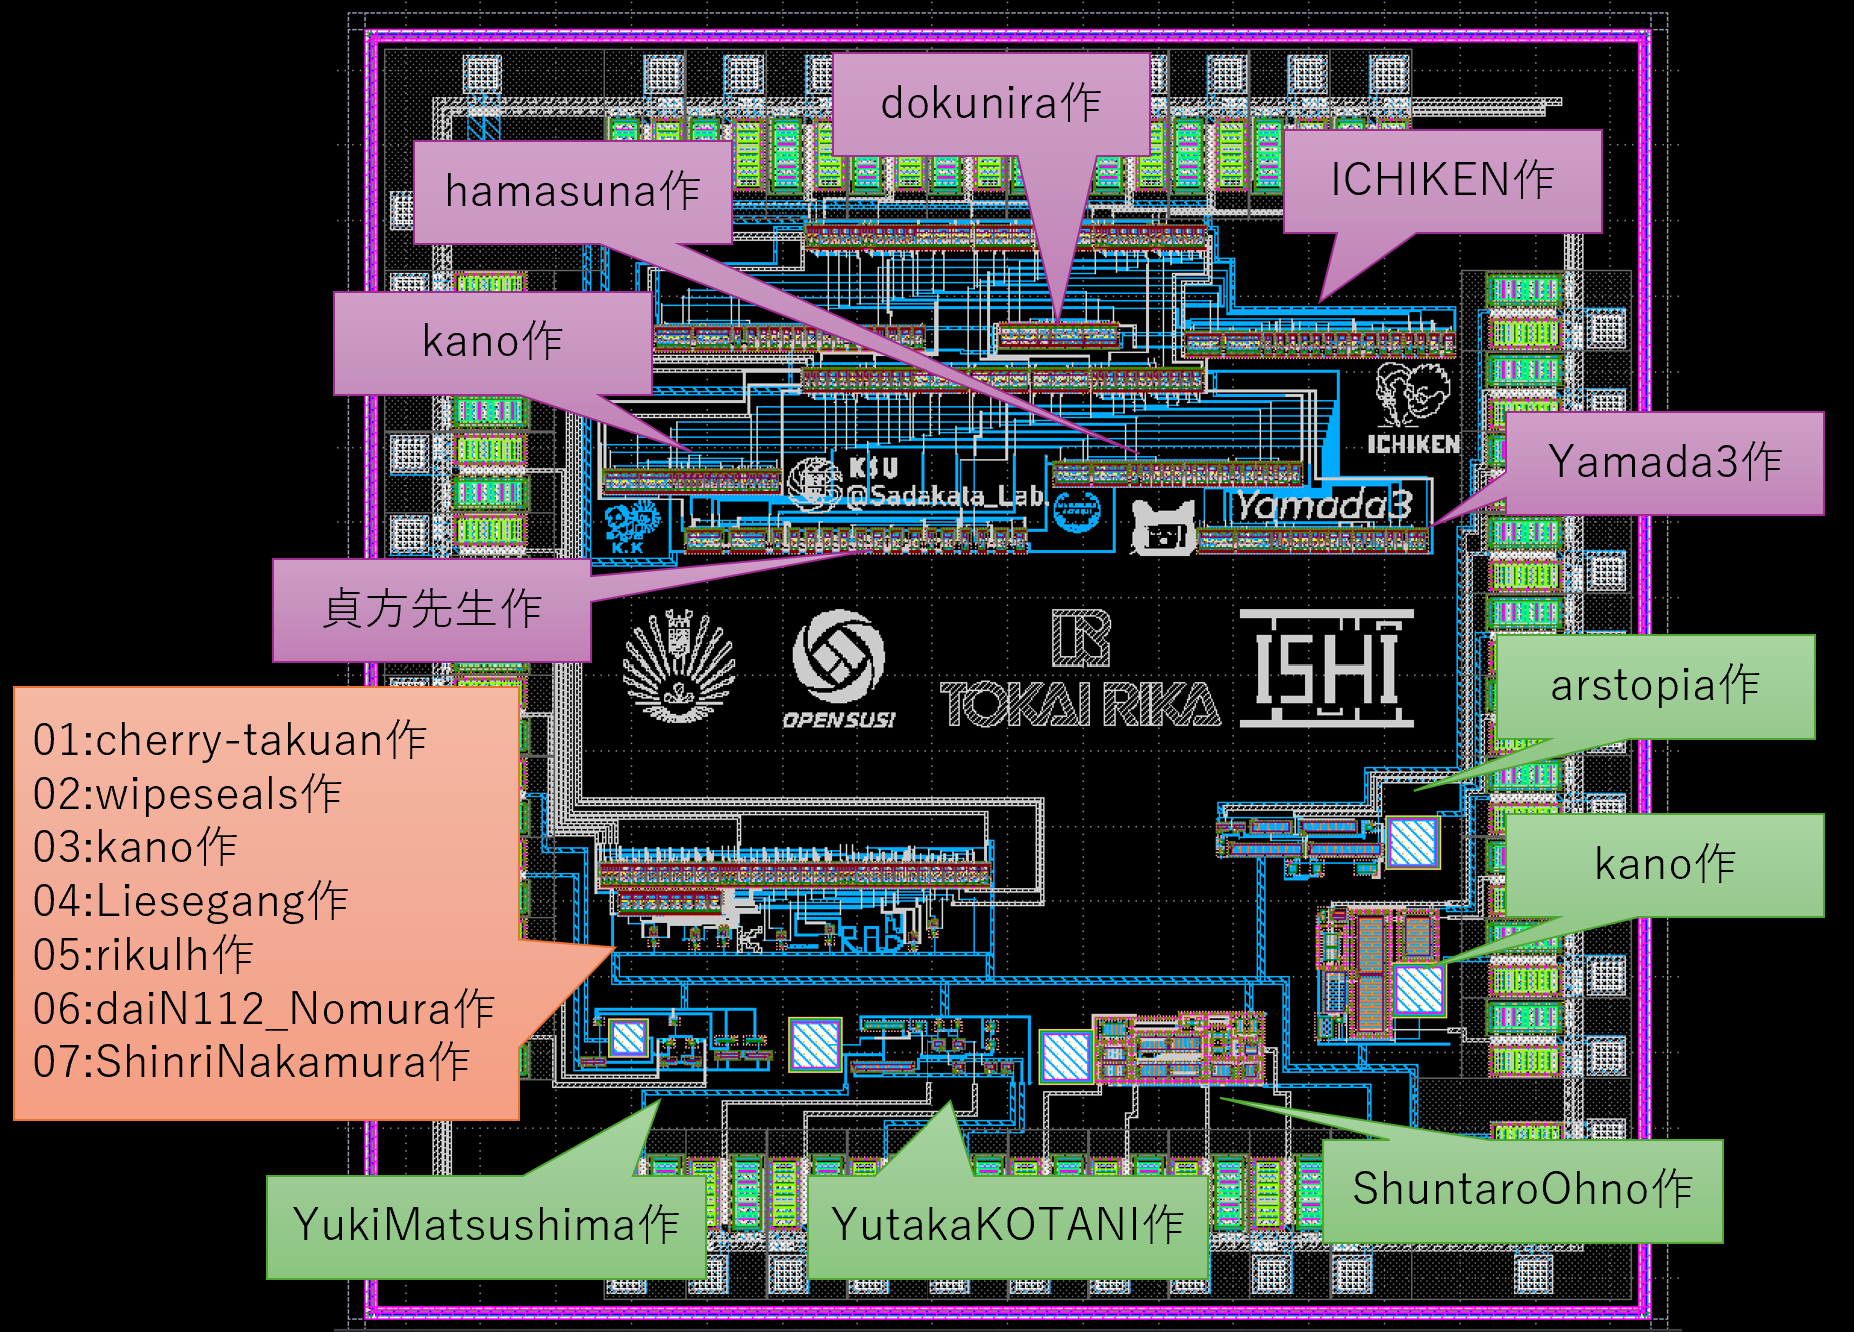 dokunira作
hamasuna作
ICHIKEN作
kano作
ICHIKEN
Yamada3作
@Sadakata_Lab.
Yamada3
K.K
貞方先生作
OPENSUSI
TOKAI RIKA
ISHI
arstopia作
01:cherry-takuan作
02:wipeseals作
03:kano作
04:Liesegang作
05:rikulh作
06:daiN112_Nomura作
07:ShinriNakamura作
kano作
YukiMatsushima作
YutakaKOTANI作
ShuntaroOhno作